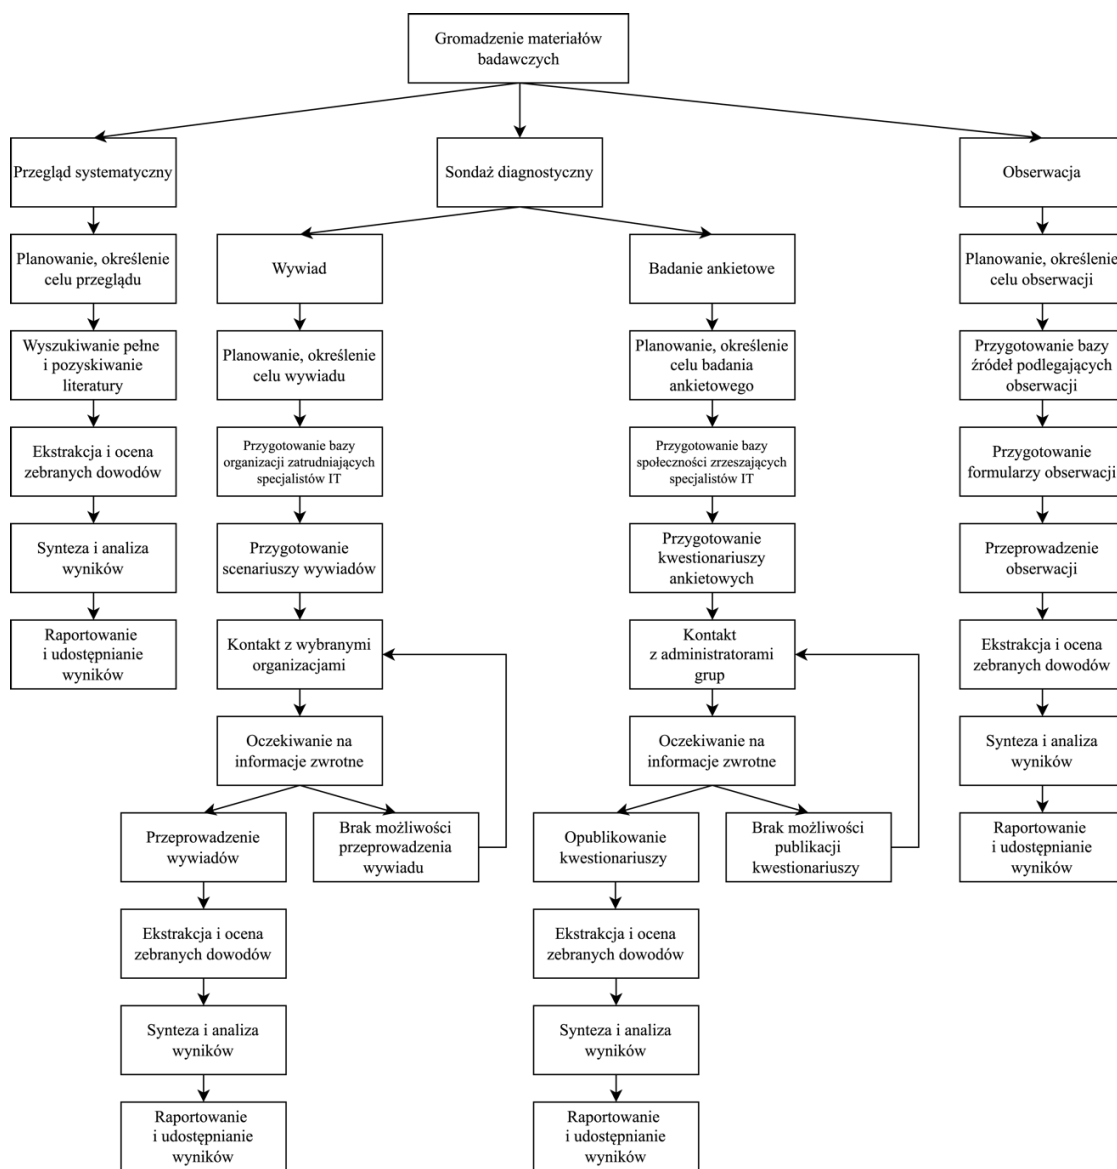 Gromadzenie materiałów
badawczych
Przegląd systematyczny
Sondaż diagnostyczny
Obserwacja
Planowanie, określenie
celu przeglądu
Wywiad
Badanie ankietowe
Planowanie, określenie
celu obserwacji
Wyszukiwanie pełne
i pozyskiwanie
literatury
Planowanie, określenie
celu wywiadu
Planowanie, określenie
celu badania
ankietowego
Przygotowanie bazy
źródeł podlegających
obserwacji
Ekstrakcja i ocena
zebranych dowodów
Przygotowanie bazy
organizacji zatrudniających
specjalistów IT
Przygotowanie bazy
społeczności zrzeszających
specjalistów IT
Przygotowanie
formularzy obserwacji
Synteza i analiza
wyników
Przygotowanie
scenariuszy wywiadów
Przygotowanie
kwestionariuszy
ankietowych
Przeprowadzenie
obserwacji
Raportowanie
i udostępnianie
wyników
Kontakt z wybranymi
organizacjami
Kontakt
z administratorami
grup
Ekstrakcja i ocena
zebranych dowodów
Oczekiwanie na
informacje zwrotne
Oczekiwanie na
informacje zwrotne
Synteza i analiza
wyników
Przeprowadzenie
wywiadów
Brak możliwości
przeprowadzenia
wywiadu
Opublikowanie
kwestionariuszy
Brak możliwości
publikacji
kwestionariuszy
Raportowanie
i udostępnianie
wyników
Ekstrakcja i ocena
zebranych dowodów
Ekstrakcja i ocena
zebranych dowodów
Synteza i analiza
wyników
Synteza i analiza
wyników
Raportowanie
i udostępnianie
wyników
Raportowanie
i udostępnianie
wyników